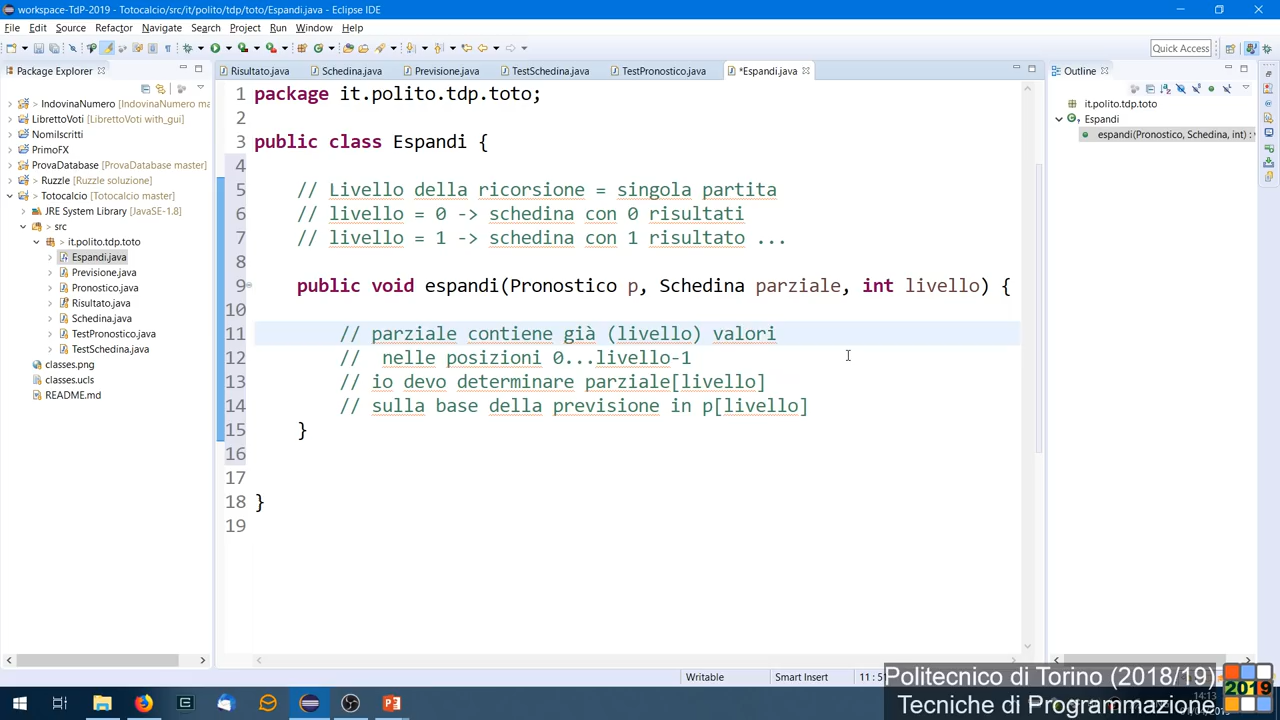 workspace-TdP-2019 - Totocalcio/src/it/polito/tdp/toto/Espandi.java - Eclipse IDE
File Edit Source Refactor Navigate Search Project Run Window Help
Quick Access
Package Explorer
Risultato.java Schedina.java Previsione.java TestSchedina.java TestPronostico.java *Espandi.java
Outline
> IndovinaNumero [IndovinaNumero ma
LibrettoVoti [LibrettoVoti with_gui]
NomiIscritti
PrimoFX
ProvaDatabase [ProvaDatabase master]
> Ruzzle [Ruzzle soluzione]
> Totocalcio [Totocalcio master]
JRE System Library [JavaSE-1.8]
> src
> it.polito.tdp.toto
Espandi.java
Previsione.java
Pronostico.java
Risultato.java
Schedina.java
TestPronostico.java
TestSchedina.java
classes.png
classes.ucls
README.md
1 package it.polito.tdp.toto;
2
3 public class Espandi {
4
5 // Livello della ricorsione = singola partita
6 // livello = 0 -> schedina con 0 risultati
7 // livello = 1 -> schedina con 1 risultato ...
8
9 public void espandi(Pronostico p, Schedina parziale, int livello) {
10
11 // parziale contiene già (livello) valori
12 // nelle posizioni 0...livello-1
13 // io devo determinare parziale[livello]
14 // sulla base della previsione in p[livello]
15 }
16
17
18 }
19
it.polito.tdp.toto
Espandi
espandi(Pronostico, Schedina, int) :
Writable Smart Insert 11 : 5
Politecnico di Torino (2018/19)
Tecniche di Programmazione
2019
14:13